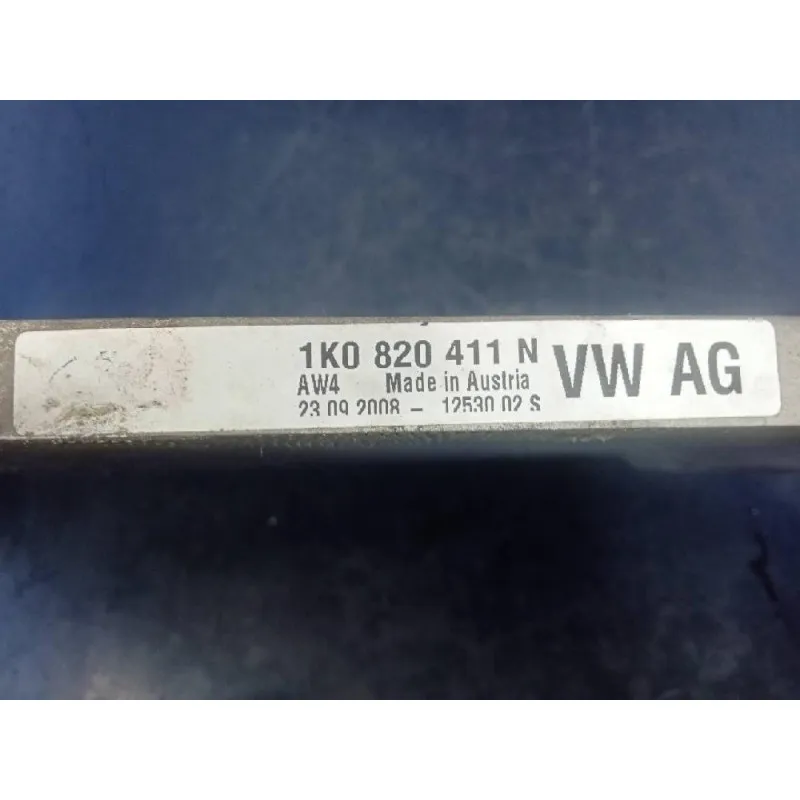 1K0 820 411 N VW AG
AW4 Made in Austria
23.09.2008 - 12530 02 S